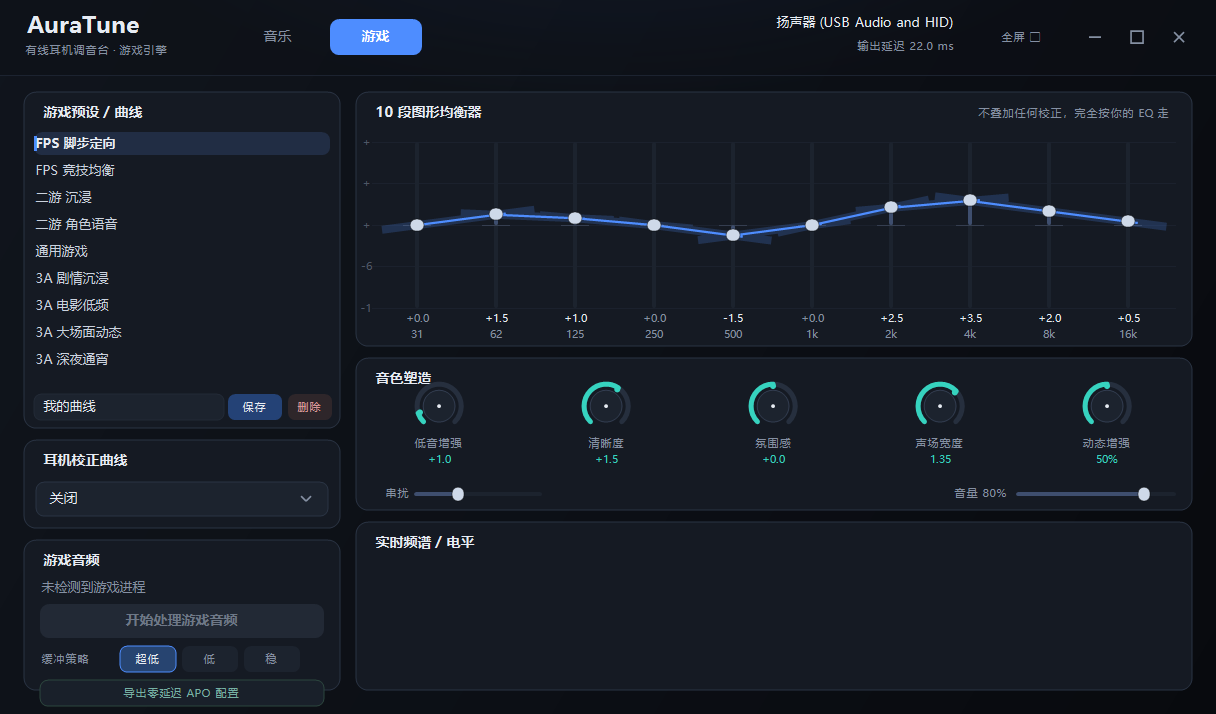 AuraTune
有线耳机调音台 · 游戏引擎
音乐
游戏
扬声器 (USB Audio and HID)
输出延迟 22.0 ms
全屏
游戏预设 / 曲线
FPS 脚步定向
FPS 竞技均衡
二游 沉浸
二游 角色语音
通用游戏
3A 剧情沉浸
3A 电影低频
3A 大场面动态
3A 深夜通宵
我的曲线
保存
删除
耳机校正曲线
关闭
游戏音频
未检测到游戏进程
开始处理游戏音频
缓冲策略
超低
低
稳
导出零延迟 APO 配置
10 段图形均衡器
不叠加任何校正，完全按你的 EQ 走
+
+
+
-6
-1
+0.0 +1.5 +1.0 +0.0 -1.5 +0.0 +2.5 +3.5 +2.0 +0.5
31 62 125 250 500 1k 2k 4k 8k 16k
音色塑造
低音增强 清晰度 氛围感 声场宽度 动态增强
+1.0 +1.5 +0.0 1.35 50%
串扰
音量 80%
实时频谱 / 电平